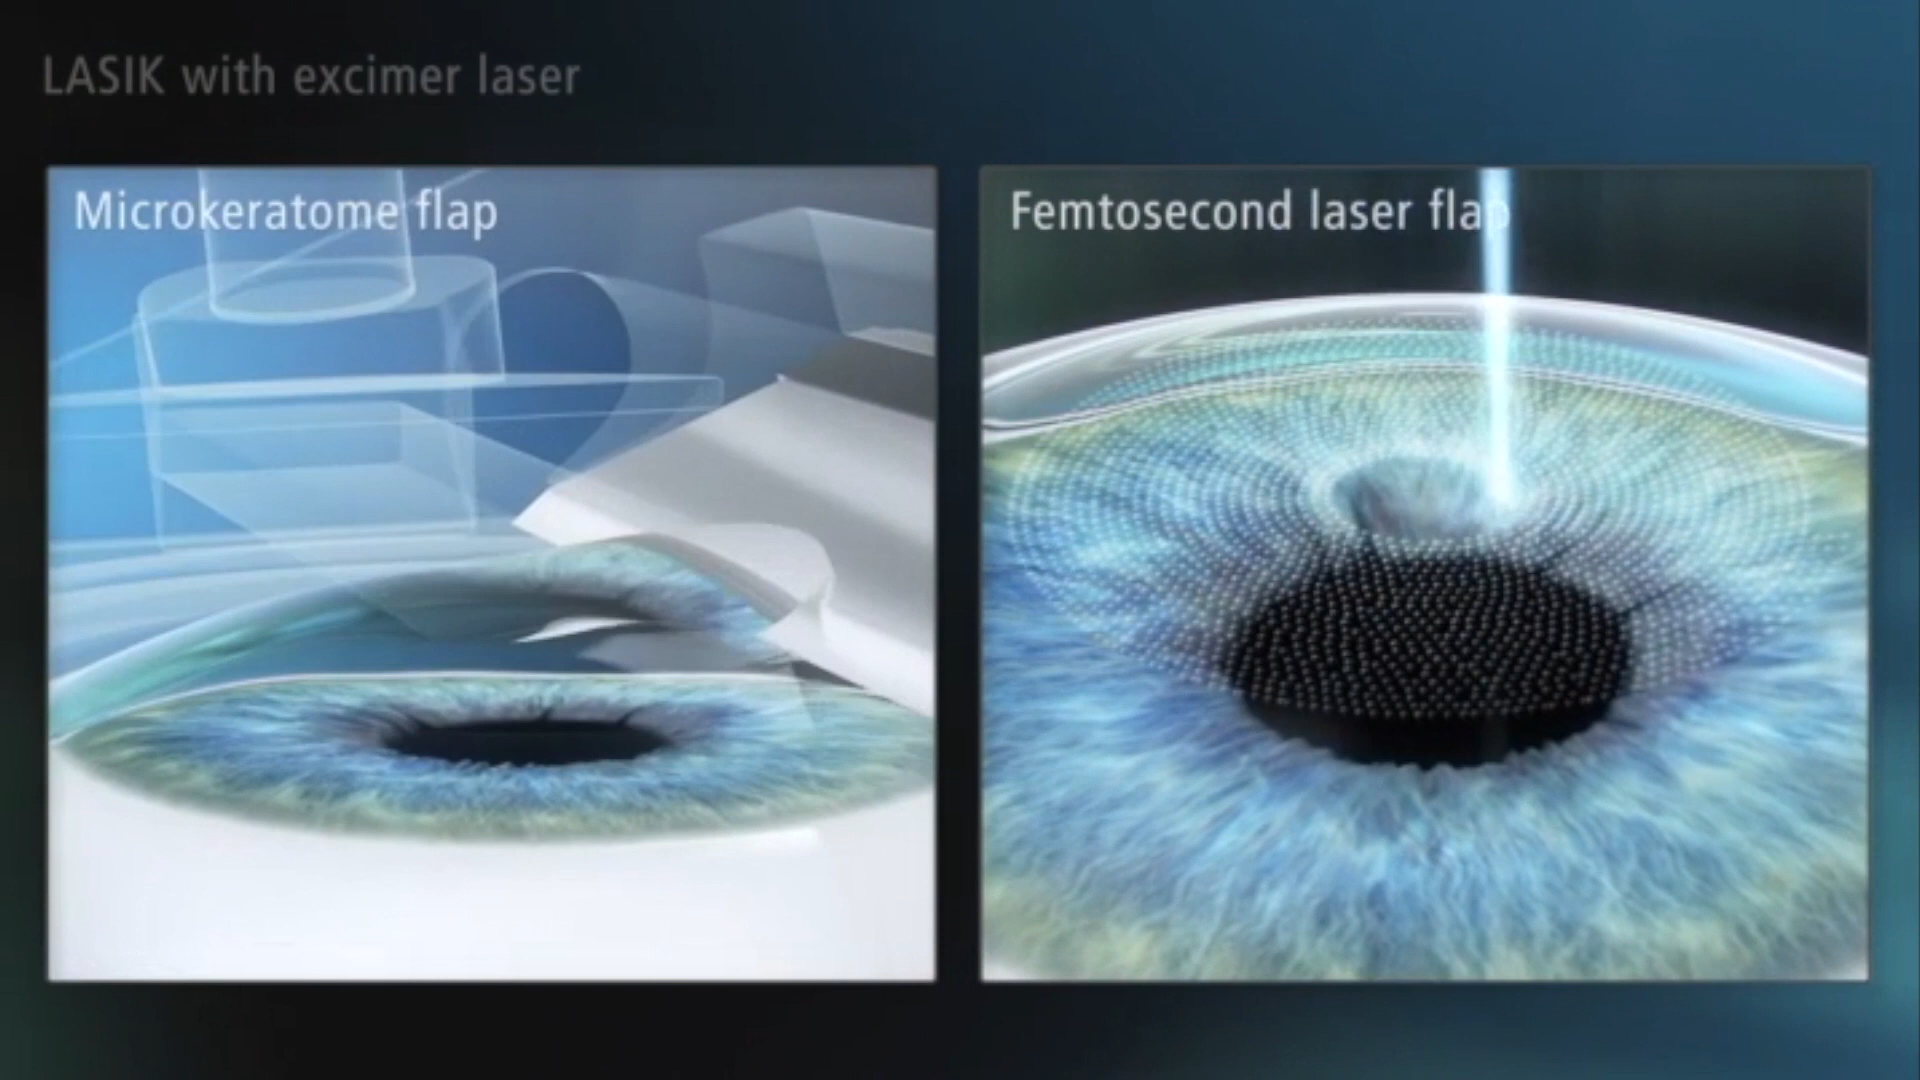 LASIK with excimer laser
Microkeratome flap
Femtosecond laser flap